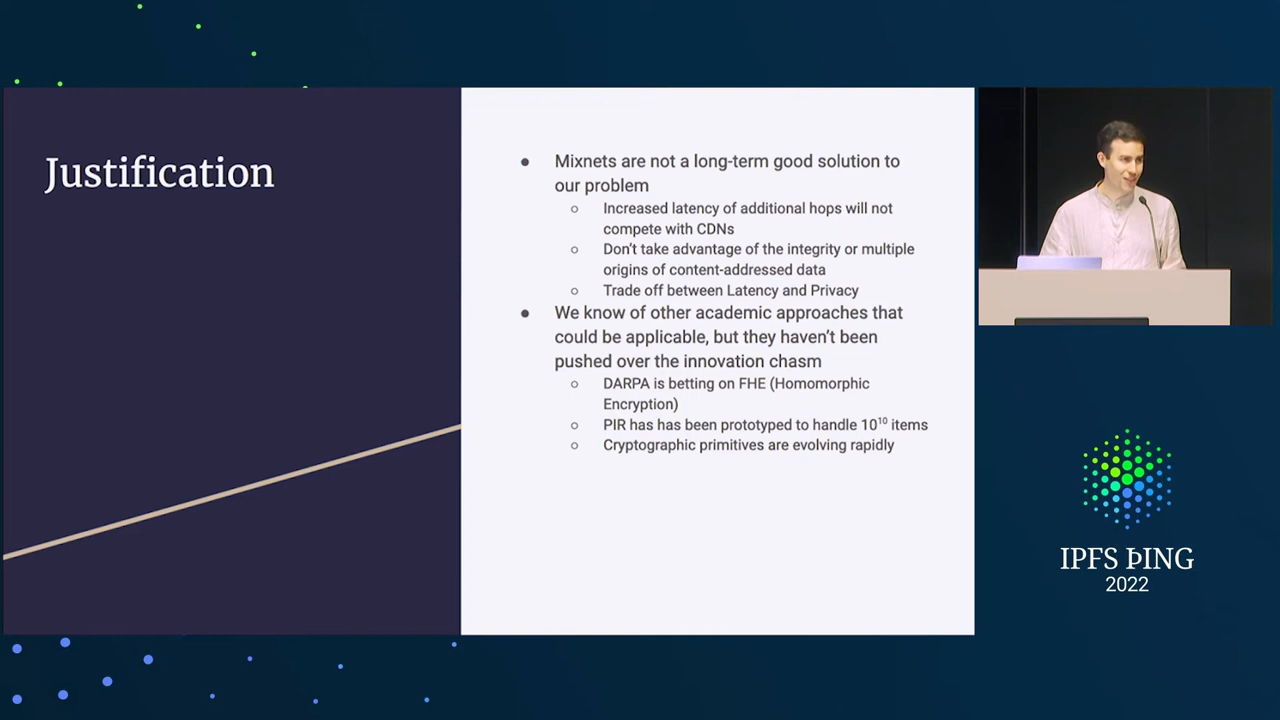 Justification
● Mixnets are not a long-term good solution to
our problem
○ Increased latency of additional hops will not
compete with CDNs
○ Don’t take advantage of the integrity or multiple
origins of content-addressed data
○ Trade off between Latency and Privacy
● We know of other academic approaches that
could be applicable, but they haven’t been
pushed over the innovation chasm
○ DARPA is betting on FHE (Homomorphic
Encryption)
○ PIR has has been prototyped to handle 10¹⁰ items
○ Cryptographic primitives are evolving rapidly
IPFS ÞING
2022